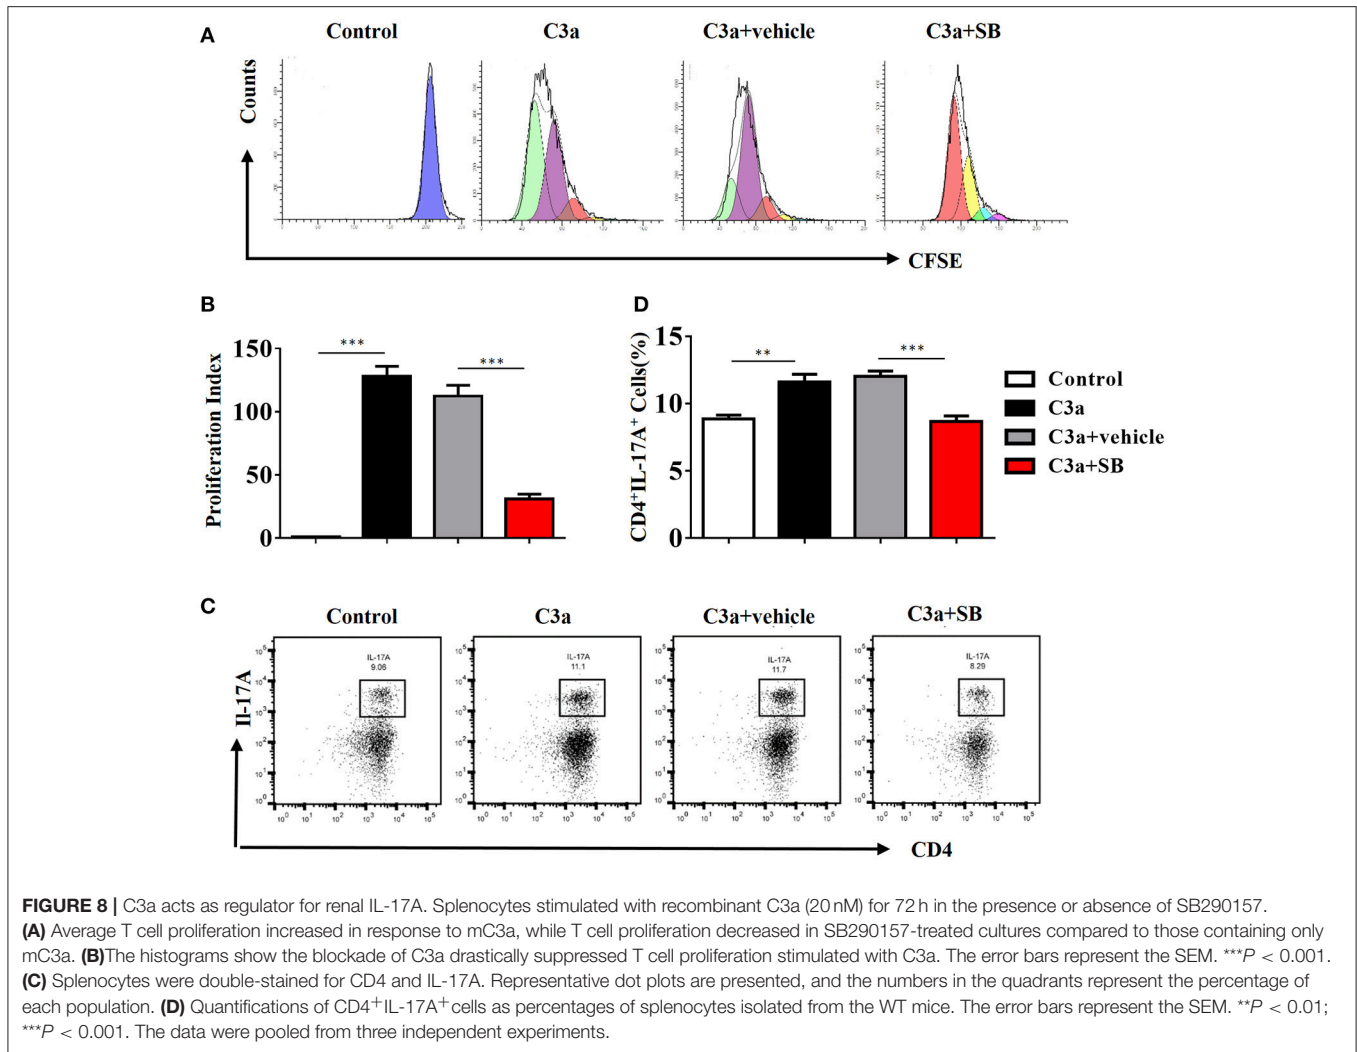 A
Control C3a C3a+vehicle C3a+SB
Counts
CFSE
B
Proliferation Index
150
100
50
0
***
***
D
CD4+IL-17A+ Cells(%)
15
10
5
0
**
***
Control
C3a
C3a+vehicle
C3a+SB
C
Control C3a C3a+vehicle C3a+SB
Il-17A
IL-17A
9.06
IL-17A
11.1
IL-17A
11.7
IL-17A
8.29
CD4
FIGURE 8 | C3a acts as regulator for renal IL-17A. Splenocytes stimulated with recombinant C3a (20 nM) for 72 h in the presence or absence of SB290157.
(A) Average T cell proliferation increased in response to mC3a, while T cell proliferation decreased in SB290157-treated cultures compared to those containing only
mC3a. (B)The histograms show the blockade of C3a drastically suppressed T cell proliferation stimulated with C3a. The error bars represent the SEM. ***P < 0.001.
(C) Splenocytes were double-stained for CD4 and IL-17A. Representative dot plots are presented, and the numbers in the quadrants represent the percentage of
each population. (D) Quantifications of CD4+IL-17A+ cells as percentages of splenocytes isolated from the WT mice. The error bars represent the SEM. **P < 0.01;
***P < 0.001. The data were pooled from three independent experiments.